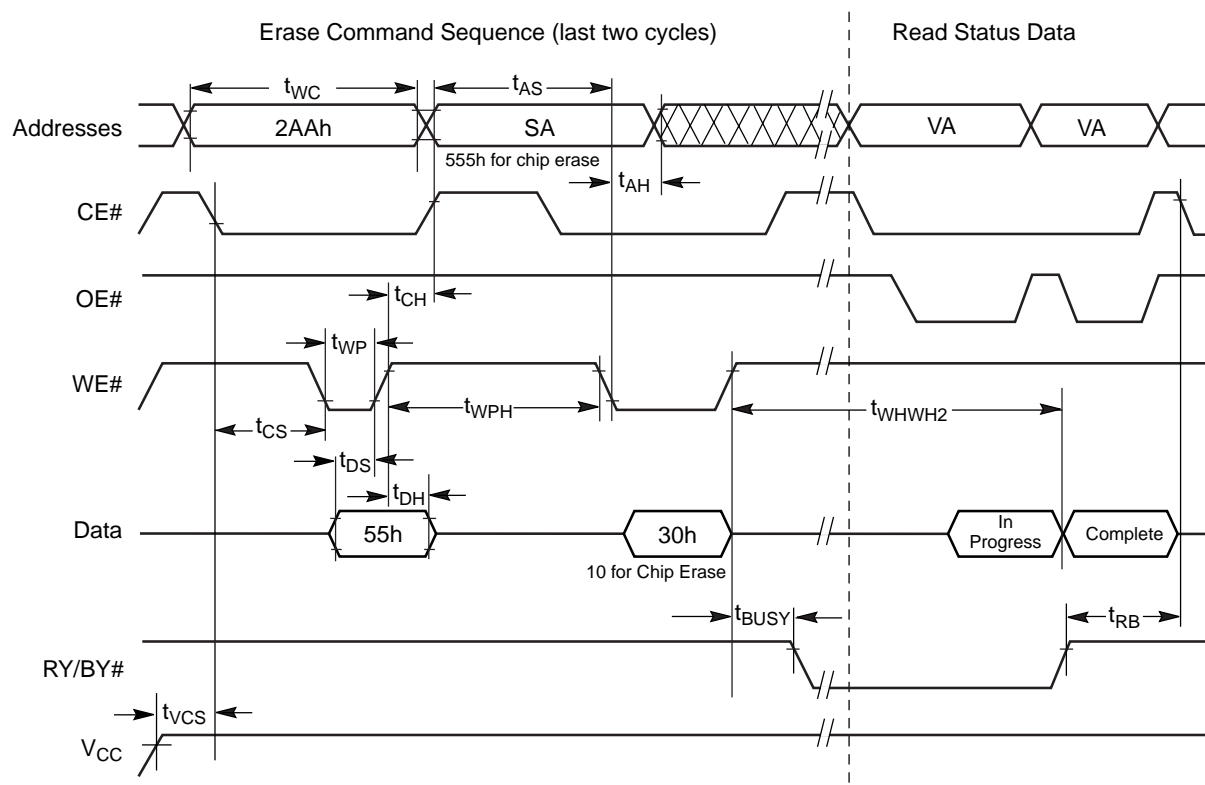 Erase Command Sequence (last two cycles)
Read Status Data
tWC
tAS
Addresses
2AAh
SA
VA
VA
555h for chip erase
tAH
CE#
OE#
tCH
tWP
WE#
tWPH
tWHWH2
tCS
tDS
tDH
Data
55h
30h
In
Progress
Complete
10 for Chip Erase
tBUSY
tRB
RY/BY#
tVCS
VCC